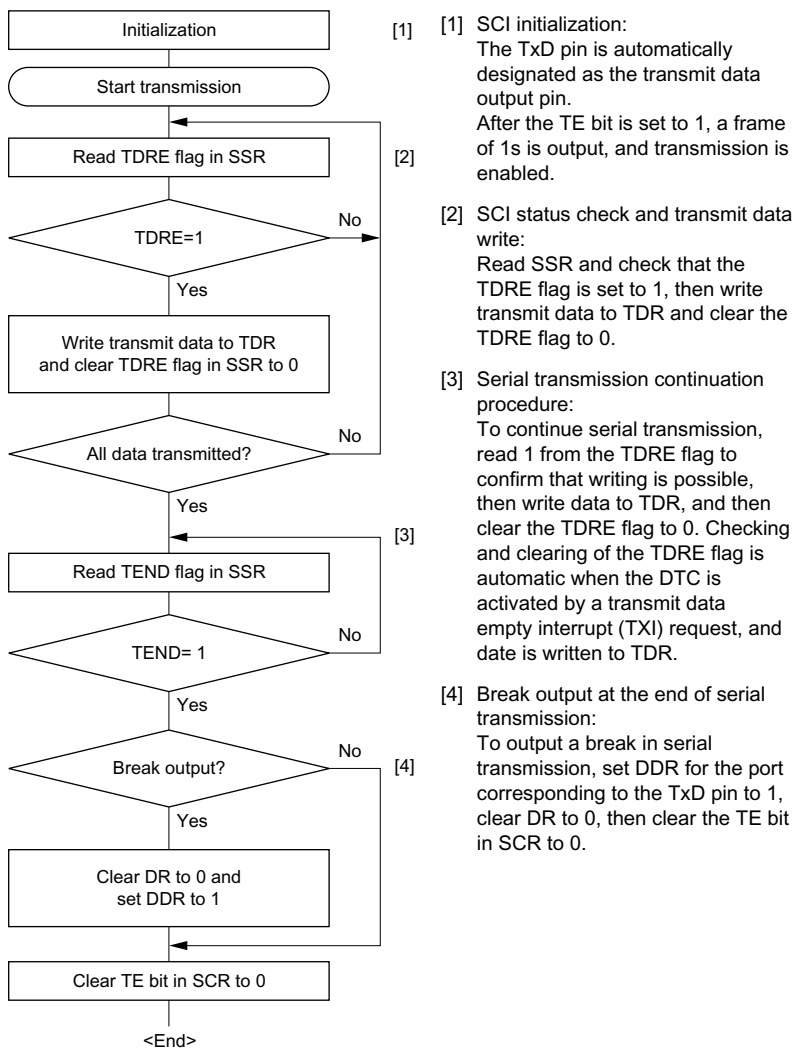 Initialization
[1]
Start transmission
Read TDRE flag in SSR
[2]
TDRE=1
No
Yes
Write transmit data to TDR
and clear TDRE flag in SSR to 0
All data transmitted?
No
Yes
[3]
Read TEND flag in SSR
TEND= 1
No
Yes
Break output?
No
[4]
Yes
Clear DR to 0 and
set DDR to 1
Clear TE bit in SCR to 0
<End>
[1] SCI initialization:
The TxD pin is automatically
designated as the transmit data
output pin.
After the TE bit is set to 1, a frame
of 1s is output, and transmission is
enabled.
[2] SCI status check and transmit data
write:
Read SSR and check that the
TDRE flag is set to 1, then write
transmit data to TDR and clear the
TDRE flag to 0.
[3] Serial transmission continuation
procedure:
To continue serial transmission,
read 1 from the TDRE flag to
confirm that writing is possible,
then write data to TDR, and then
clear the TDRE flag to 0. Checking
and clearing of the TDRE flag is
automatic when the DTC is
activated by a transmit data
empty interrupt (TXI) request, and
date is written to TDR.
[4] Break output at the end of serial
transmission:
To output a break in serial
transmission, set DDR for the port
corresponding to the TxD pin to 1,
clear DR to 0, then clear the TE bit
in SCR to 0.